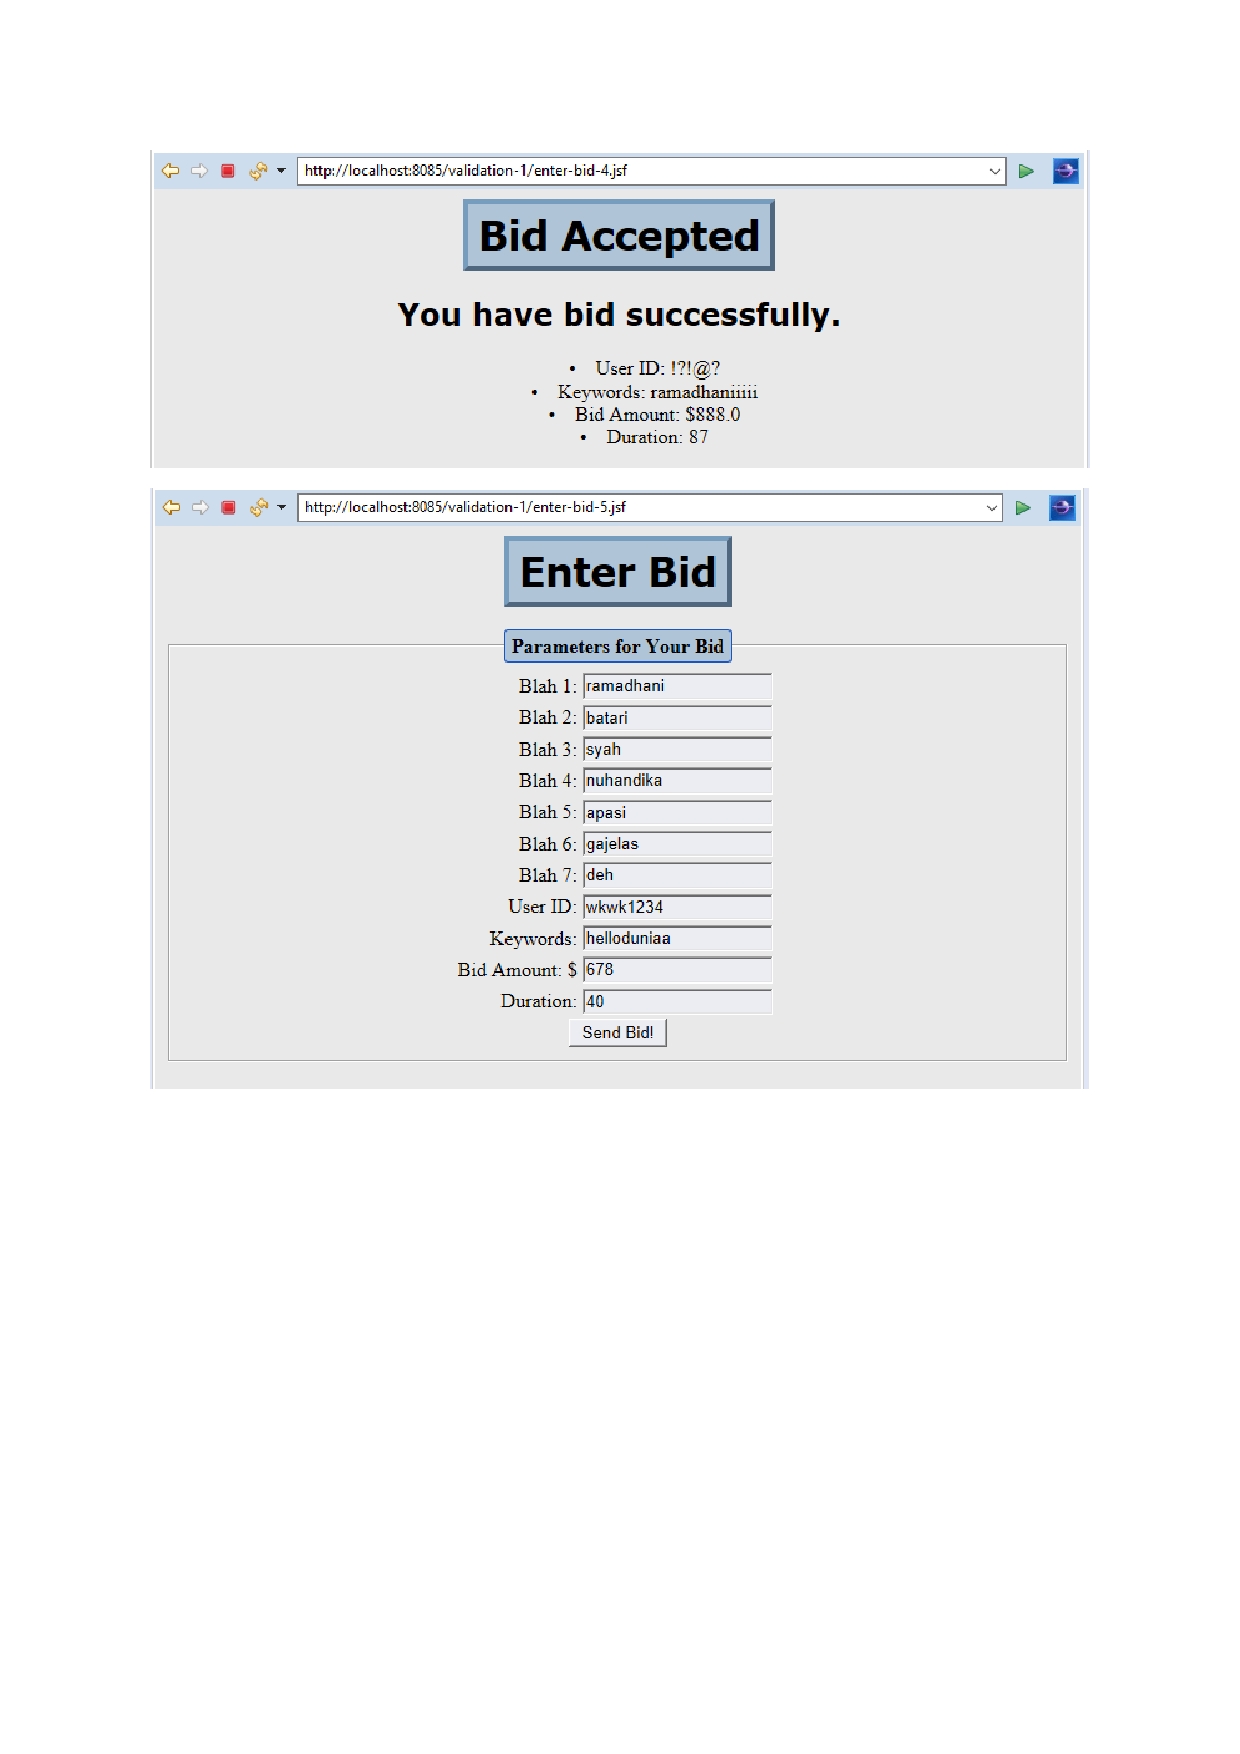 http://localhost:8085/validation-1/enter-bid-4.jsf
Bid Accepted
You have bid successfully.
• User ID: !?!@?
• Keywords: ramadhaniiiii
• Bid Amount: $888.0
• Duration: 87
http://localhost:8085/validation-1/enter-bid-5.jsf
Enter Bid
Parameters for Your Bid
Blah 1: ramadhani
Blah 2: batari
Blah 3: syah
Blah 4: nuhandika
Blah 5: apasi
Blah 6: gajelas
Blah 7: deh
User ID: wkwk1234
Keywords: helloduniaa
Bid Amount: $ 678
Duration: 40
Send Bid!